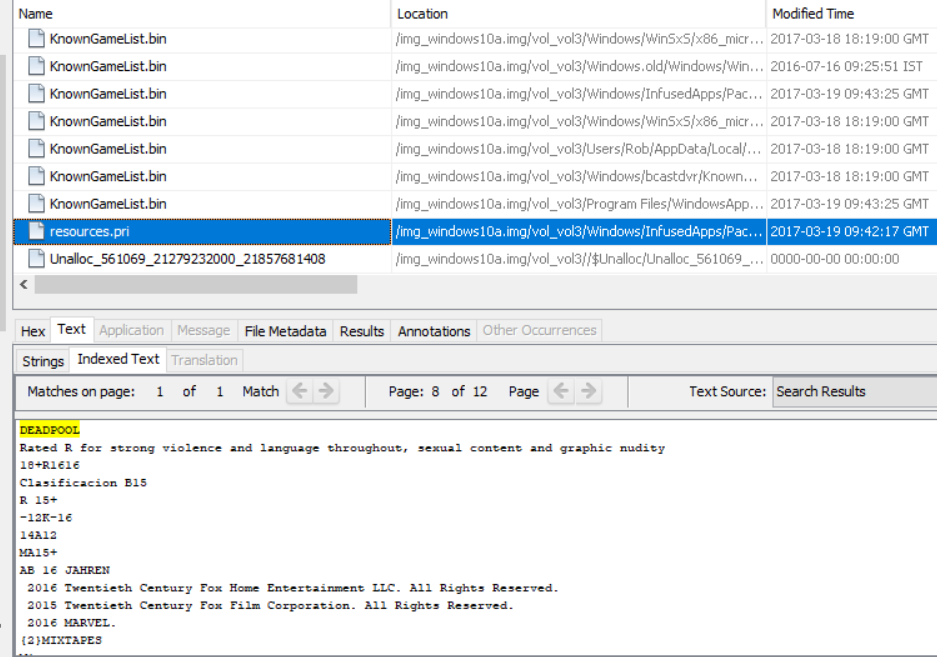 Name Location Modified Time
KnownGameList.bin /img_windows10a.img/vol_vol3/Windows/WinSxS/x86_micr... 2017-03-18 18:19:00 GMT
KnownGameList.bin /img_windows10a.img/vol_vol3/Windows.old/Windows/Win... 2016-07-16 09:25:51 IST
KnownGameList.bin /img_windows10a.img/vol_vol3/Windows/InfusedApps/Pac... 2017-03-19 09:43:25 GMT
KnownGameList.bin /img_windows10a.img/vol_vol3/Windows/WinSxS/x86_micr... 2017-03-18 18:19:00 GMT
KnownGameList.bin /img_windows10a.img/vol_vol3/Users/Rob/AppData/Local/... 2017-03-18 18:19:00 GMT
KnownGameList.bin /img_windows10a.img/vol_vol3/Windows/bcastdvr/Known... 2017-03-18 18:19:00 GMT
KnownGameList.bin /img_windows10a.img/vol_vol3/Program Files/WindowsApp... 2017-03-19 09:43:25 GMT
resources.pri /img_windows10a.img/vol_vol3/Windows/InfusedApps/Pac... 2017-03-19 09:42:17 GMT
Unalloc_561069_21279232000_21857681408 /img_windows10a.img/vol_vol3//$Unalloc/Unalloc_561069_... 0000-00-00 00:00:00
Hex Text Application Message File Metadata Results Annotations Other Occurrences
Strings Indexed Text Translation
Matches on page: 1 of 1 Match Page: 8 of 12 Page Text Source: Search Results
DEADPOOL
Rated R for strong violence and language throughout, sexual content and graphic nudity
18+R1616
Clasificacion B15
R 15+
-12K-16
14A12
MA15+
AB 16 JAHREN
2016 Twentieth Century Fox Home Entertainment LLC. All Rights Reserved.
2015 Twentieth Century Fox Film Corporation. All Rights Reserved.
2016 MARVEL.
{2}MIXTAPES